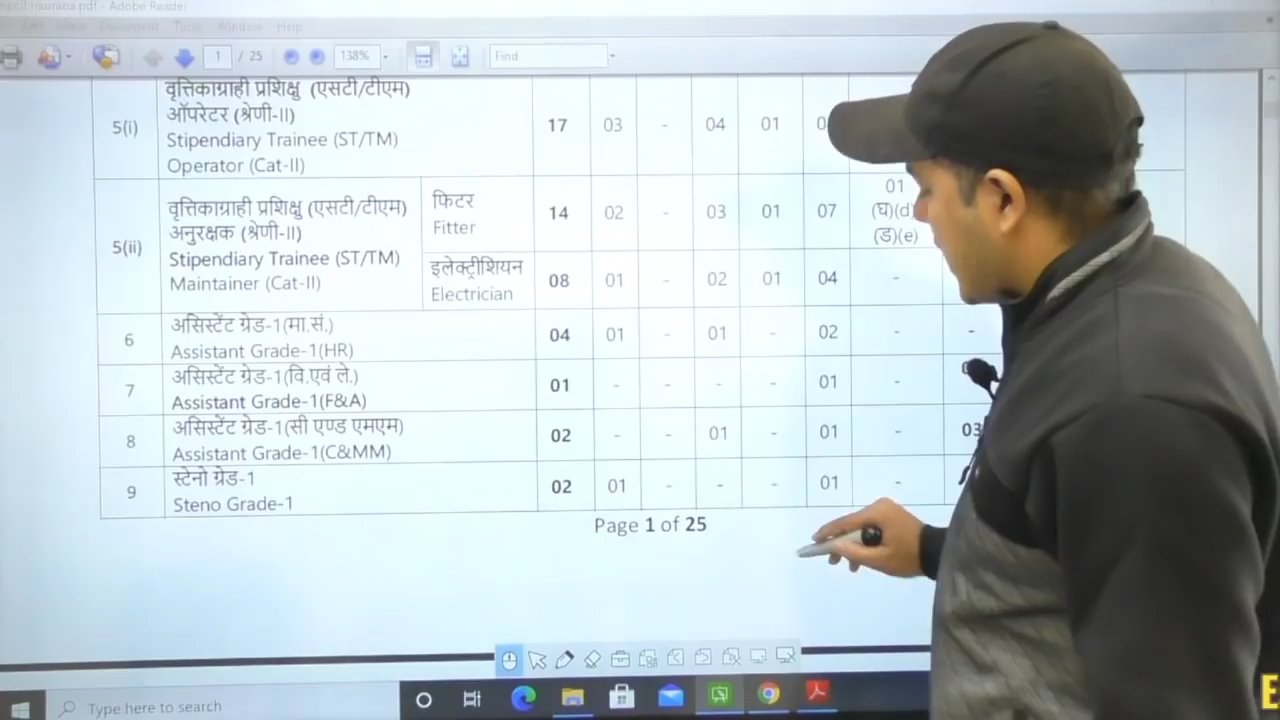 naurana.pdf - Adobe Reader
Document Tools Window Help
1 / 25 138% Find
वृत्तिकाग्राही प्रशिक्षु (एसटी/टीएम)
ऑपरेटर (श्रेणी-II)
5(i) Stipendiary Trainee (ST/TM) 17 03 - 04 01
Operator (Cat-II)
वृत्तिकाग्राही प्रशिक्षु (एसटी/टीएम)
अनुरक्षक (श्रेणी-II)
5(ii) Stipendiary Trainee (ST/TM)
Maintainer (Cat-II)
फिटर
Fitter
14 02 - 03 01 07 01
(घ)(d)
(ड)(e)
इलेक्ट्रीशियन
Electrician
08 01 - 02 01 04 -
6 असिस्टेंट ग्रेड-1(मा.सं.)
Assistant Grade-1(HR) 04 01 - 01 - 02 - -
7 असिस्टेंट ग्रेड-1(वि.एवं ले.)
Assistant Grade-1(F&A) 01 - - - - 01 -
8 असिस्टेंट ग्रेड-1(सी एण्ड एमएम)
Assistant Grade-1(C&MM) 02 - - 01 - 01 - 03
9 स्टेनो ग्रेड-1
Steno Grade-1 02 01 - - - 01 -
Page 1 of 25
Type here to search
E